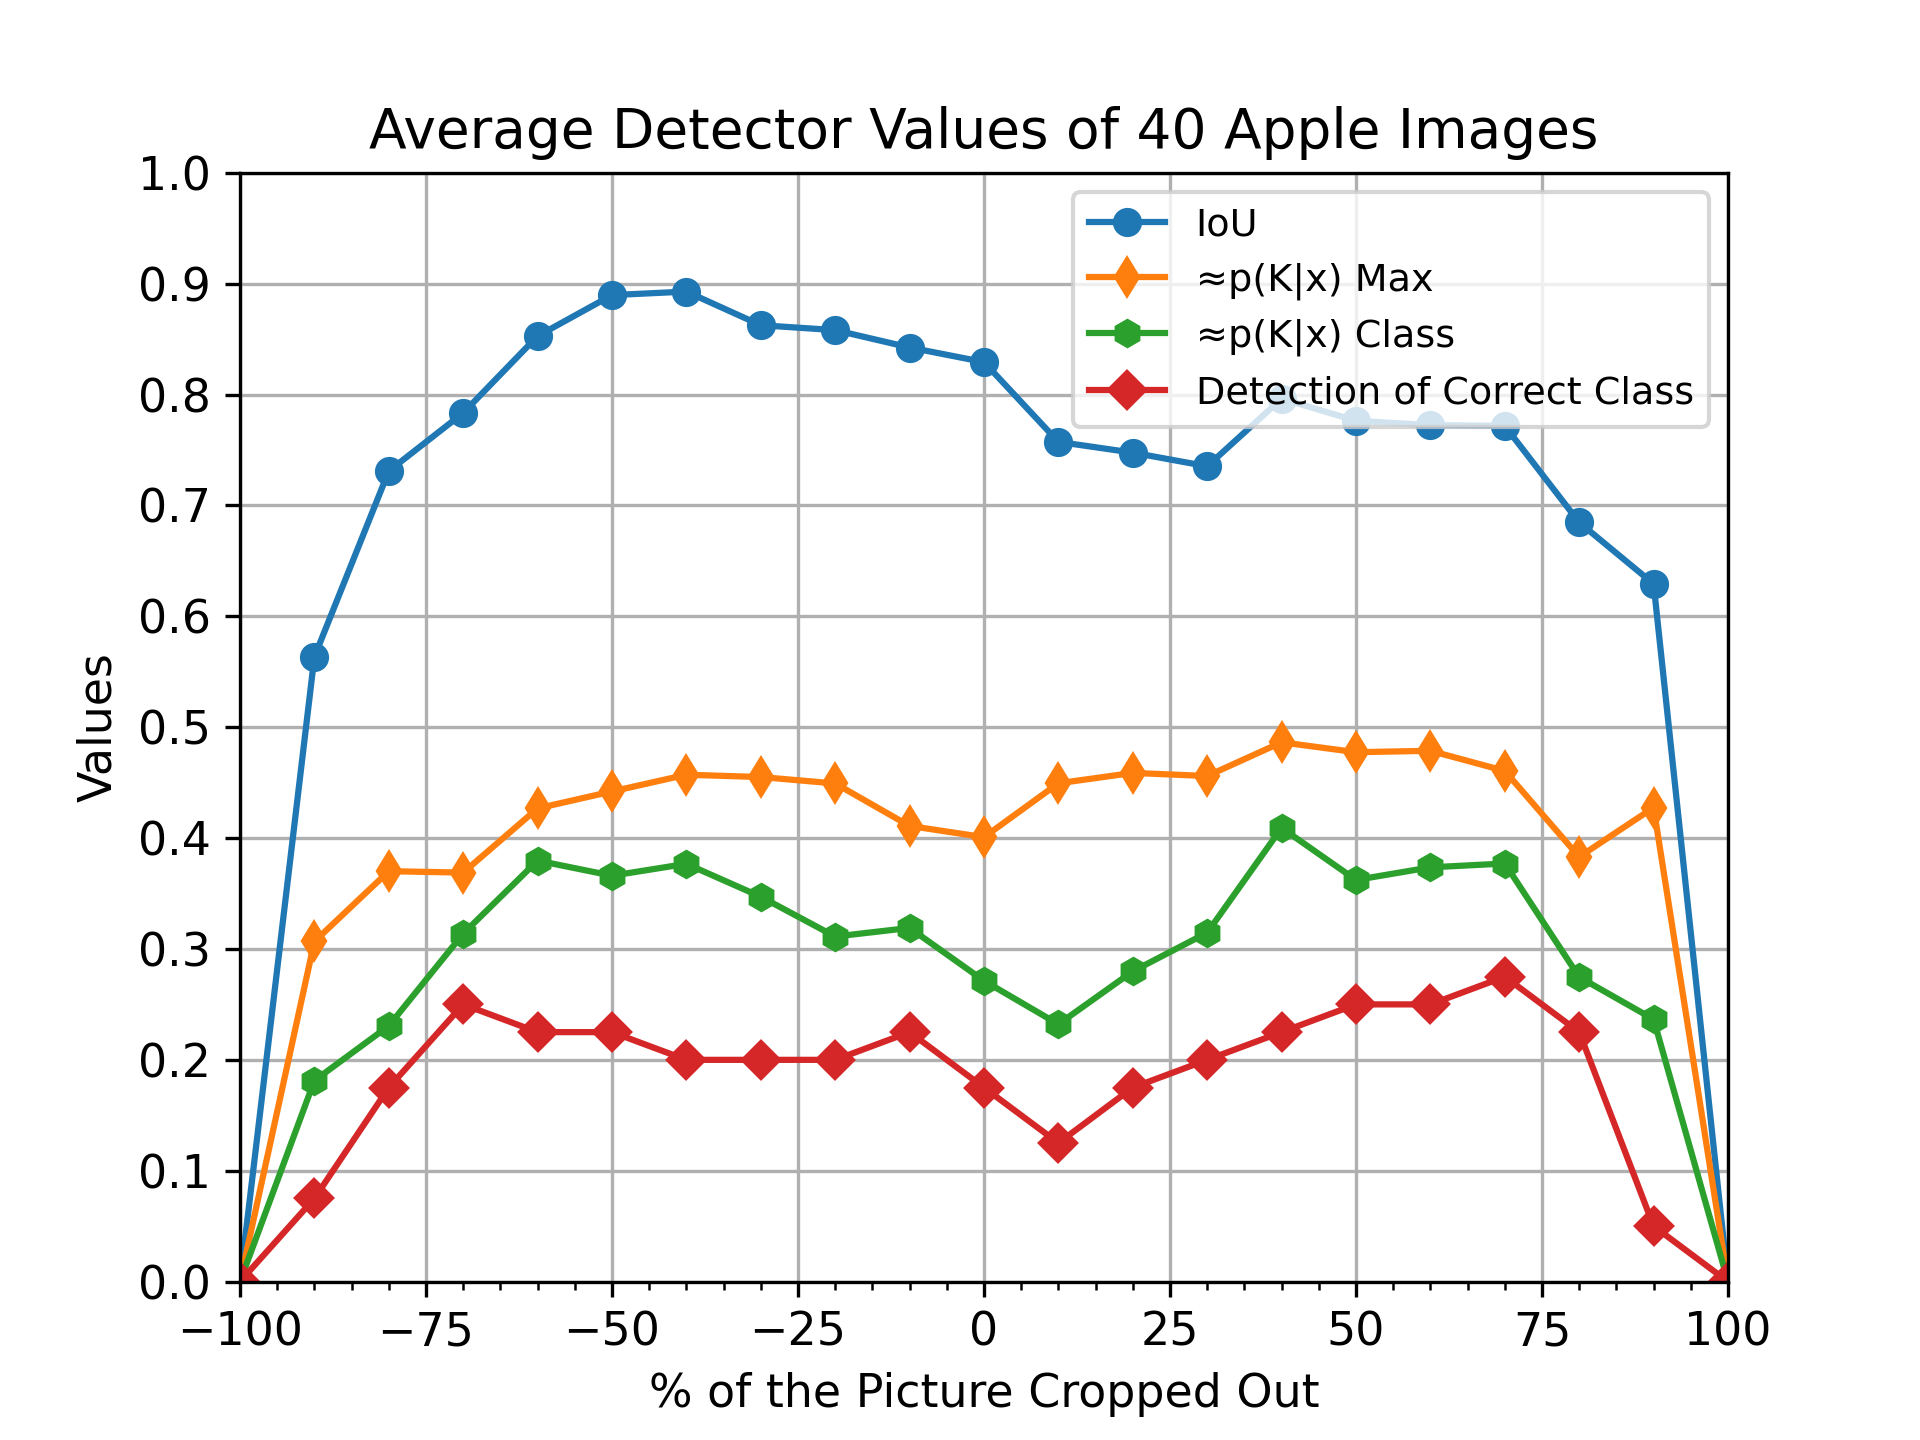 Average Detector Values of 40 Apple Images
1.0
0.9
0.8
0.7
0.6
0.5
0.4
0.3
0.2
0.1
0.0
Values
IoU
≈p(K|x) Max
≈p(K|x) Class
Detection of Correct Class
−100 −75 −50 −25 0 25 50 75 100
% of the Picture Cropped Out